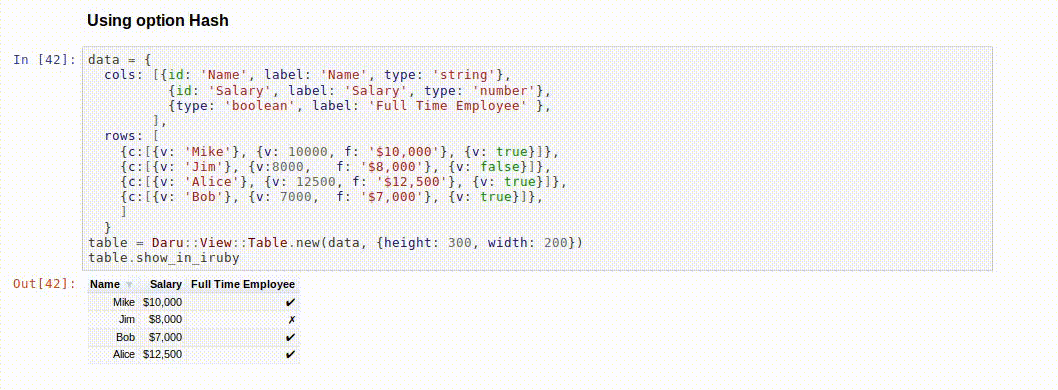 Using option Hash
In [42]: data = {
cols: [{id: 'Name', label: 'Name', type: 'string'},
{id: 'Salary', label: 'Salary', type: 'number'},
{type: 'boolean', label: 'Full Time Employee' },
],
rows: [
{c:[{v: 'Mike'}, {v: 10000, f: '$10,000'}, {v: true}]},
{c:[{v: 'Jim'}, {v:8000,   f: '$8,000'}, {v: false}]},
{c:[{v: 'Alice'}, {v: 12500, f: '$12,500'}, {v: true}]},
{c:[{v: 'Bob'}, {v: 7000,  f: '$7,000'}, {v: true}]},
]
}
table = Daru::View::Table.new(data, {height: 300, width: 200})
table.show_in_iruby
Out[42]: Name ▼ Salary Full Time Employee
Mike $10,000 ✔
Jim $8,000 ✗
Bob $7,000 ✔
Alice $12,500 ✔